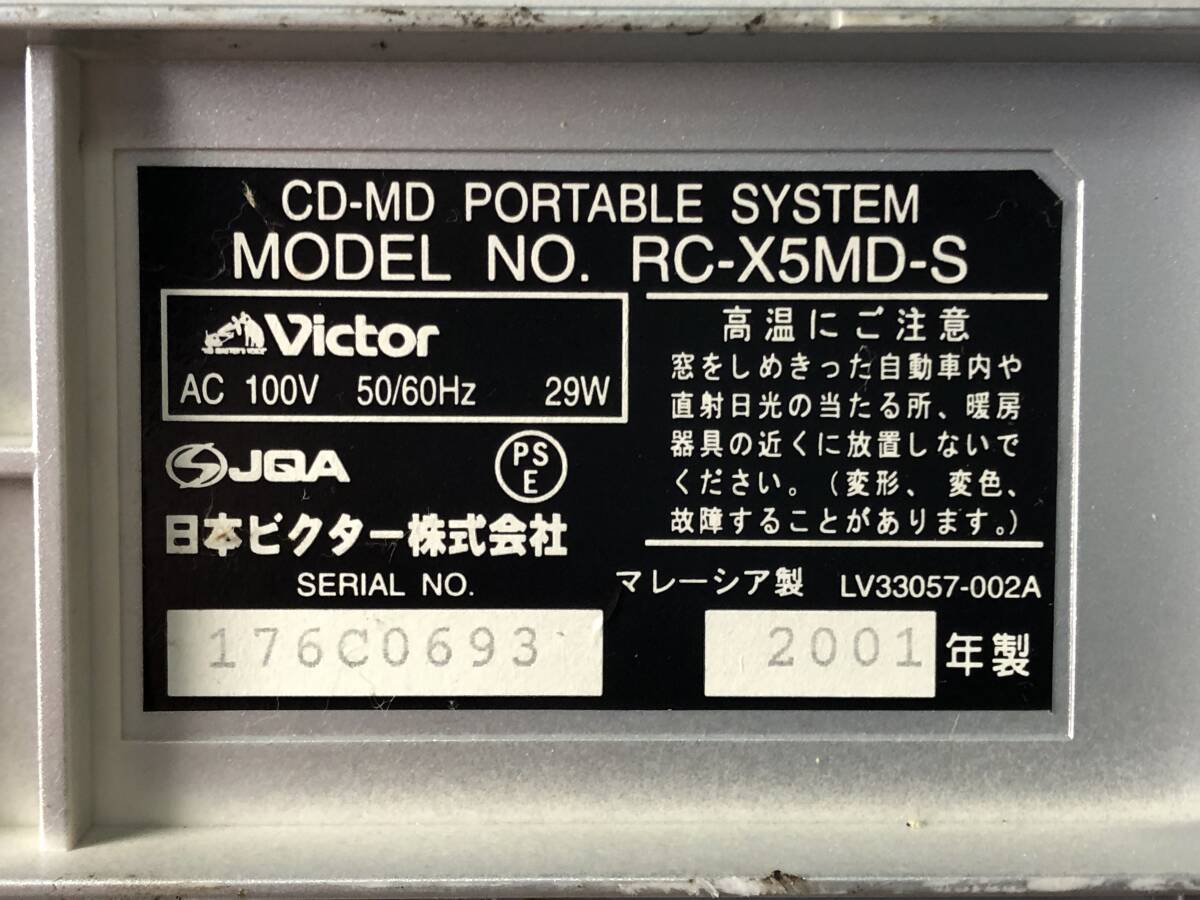 CD-MD PORTABLE SYSTEM
MODEL NO. RC-X5MD-S
Victor
AC 100V 50/60Hz 29W
JQA
PS
E
日本ビクター株式会社
高温にご注意
窓をしめきった自動車内や
直射日光の当たる所、暖房
器具の近くに放置しないで
ください。(変形、変色、
故障することがあります。)
SERIAL NO.
マレーシア製 LV33057-002A
176C0693
2001年製